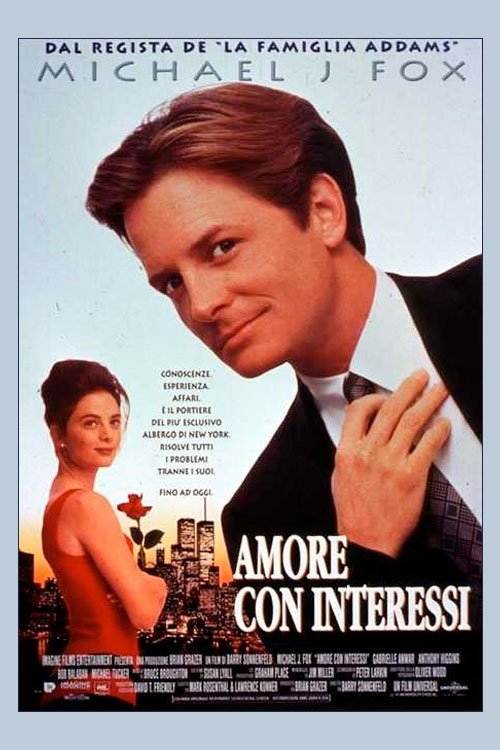 DAL REGISTA DE "LA FAMIGLIA ADDAMS"
MICHAEL J FOX
CONOSCENZE.
ESPERIENZA.
AFFARI.
È IL PORTIERE
DEL PIU' ESCLUSIVO
ALBERGO DI NEW YORK.
RISOLVE TUTTI
I PROBLEMI
TRANNE I SUOI.
FINO AD OGGI.
AMORE
CON INTERESSI
IMAGINE FILMS ENTERTAINMENT PRESENTA UNA PRODUZIONE BRIAN GRAZER UN FILM DI BARRY SONNENFELD MICHAEL J. FOX "AMORE CON INTERESSI" GABRIELLE ANWAR ANTHONY HIGGINS
BOB BALABAN MICHAEL TUCKER BRUCE BROUGHTON SUSAN LYALL GRAHAM PLACE JIM MILLER PETER LARKIN OLIVER WOOD
IMAGINE DAVID T. FRIENDLY MARK ROSENTHAL & LAWRENCE KONNER BRIAN GRAZER BARRY SONNENFELD UN FILM UNIVERSAL UNIVERSAL